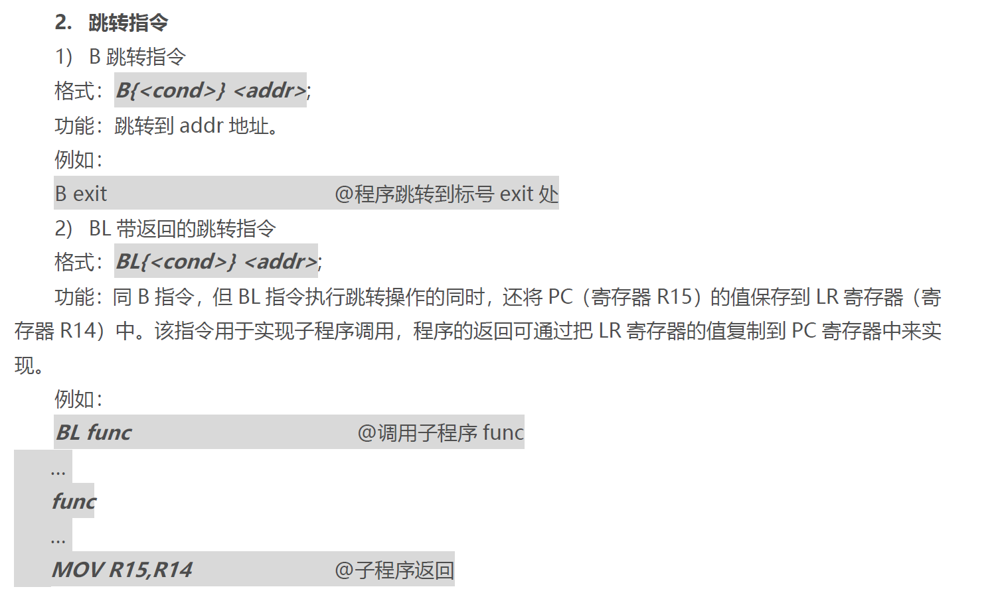 2. 跳转指令
1) B 跳转指令
格式：B{<cond>} <addr>;
功能：跳转到 addr 地址。
例如：
B exit @程序跳转到标号 exit 处
2) BL 带返回的跳转指令
格式：BL{<cond>} <addr>;
功能：同 B 指令，但 BL 指令执行跳转操作的同时，还将 PC（寄存器 R15）的值保存到 LR 寄存器（寄
存器 R14）中。该指令用于实现子程序调用，程序的返回可通过把 LR 寄存器的值复制到 PC 寄存器中来实
现。
例如：
BL func @调用子程序 func
...
func
...
MOV R15,R14 @子程序返回